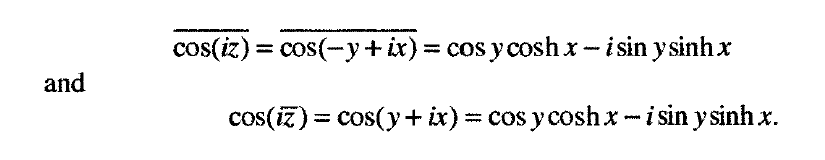 $\overline{\cos(iz)} = \overline{\cos(-y + ix)} = \cos y \cosh x - i \sin y \sinh x$
and
$\cos(i\overline{z}) = \cos(y + ix) = \cos y \cosh x - i \sin y \sinh x.$